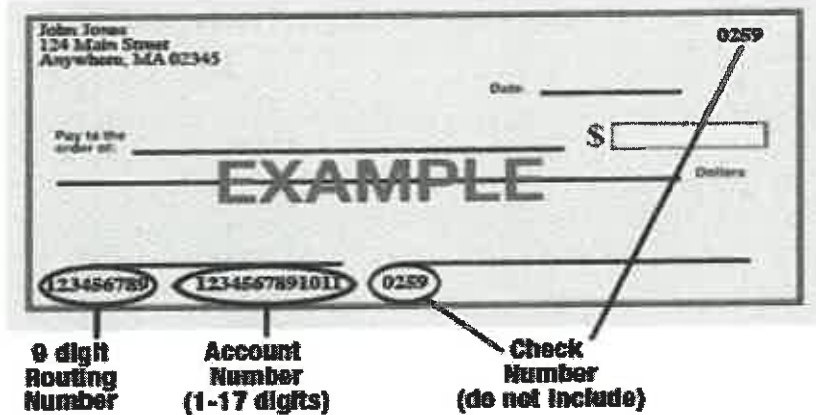 John Jones
124 Main Street
Anywhere, MA 02345
0259
Date
Pay to the
order of:
$
EXAMPLE
Dollars
123456789 1234567891011 0259
9 digit
Routing
Number
Account
Number
(1-17 digits)
Check
Number
(do not include)